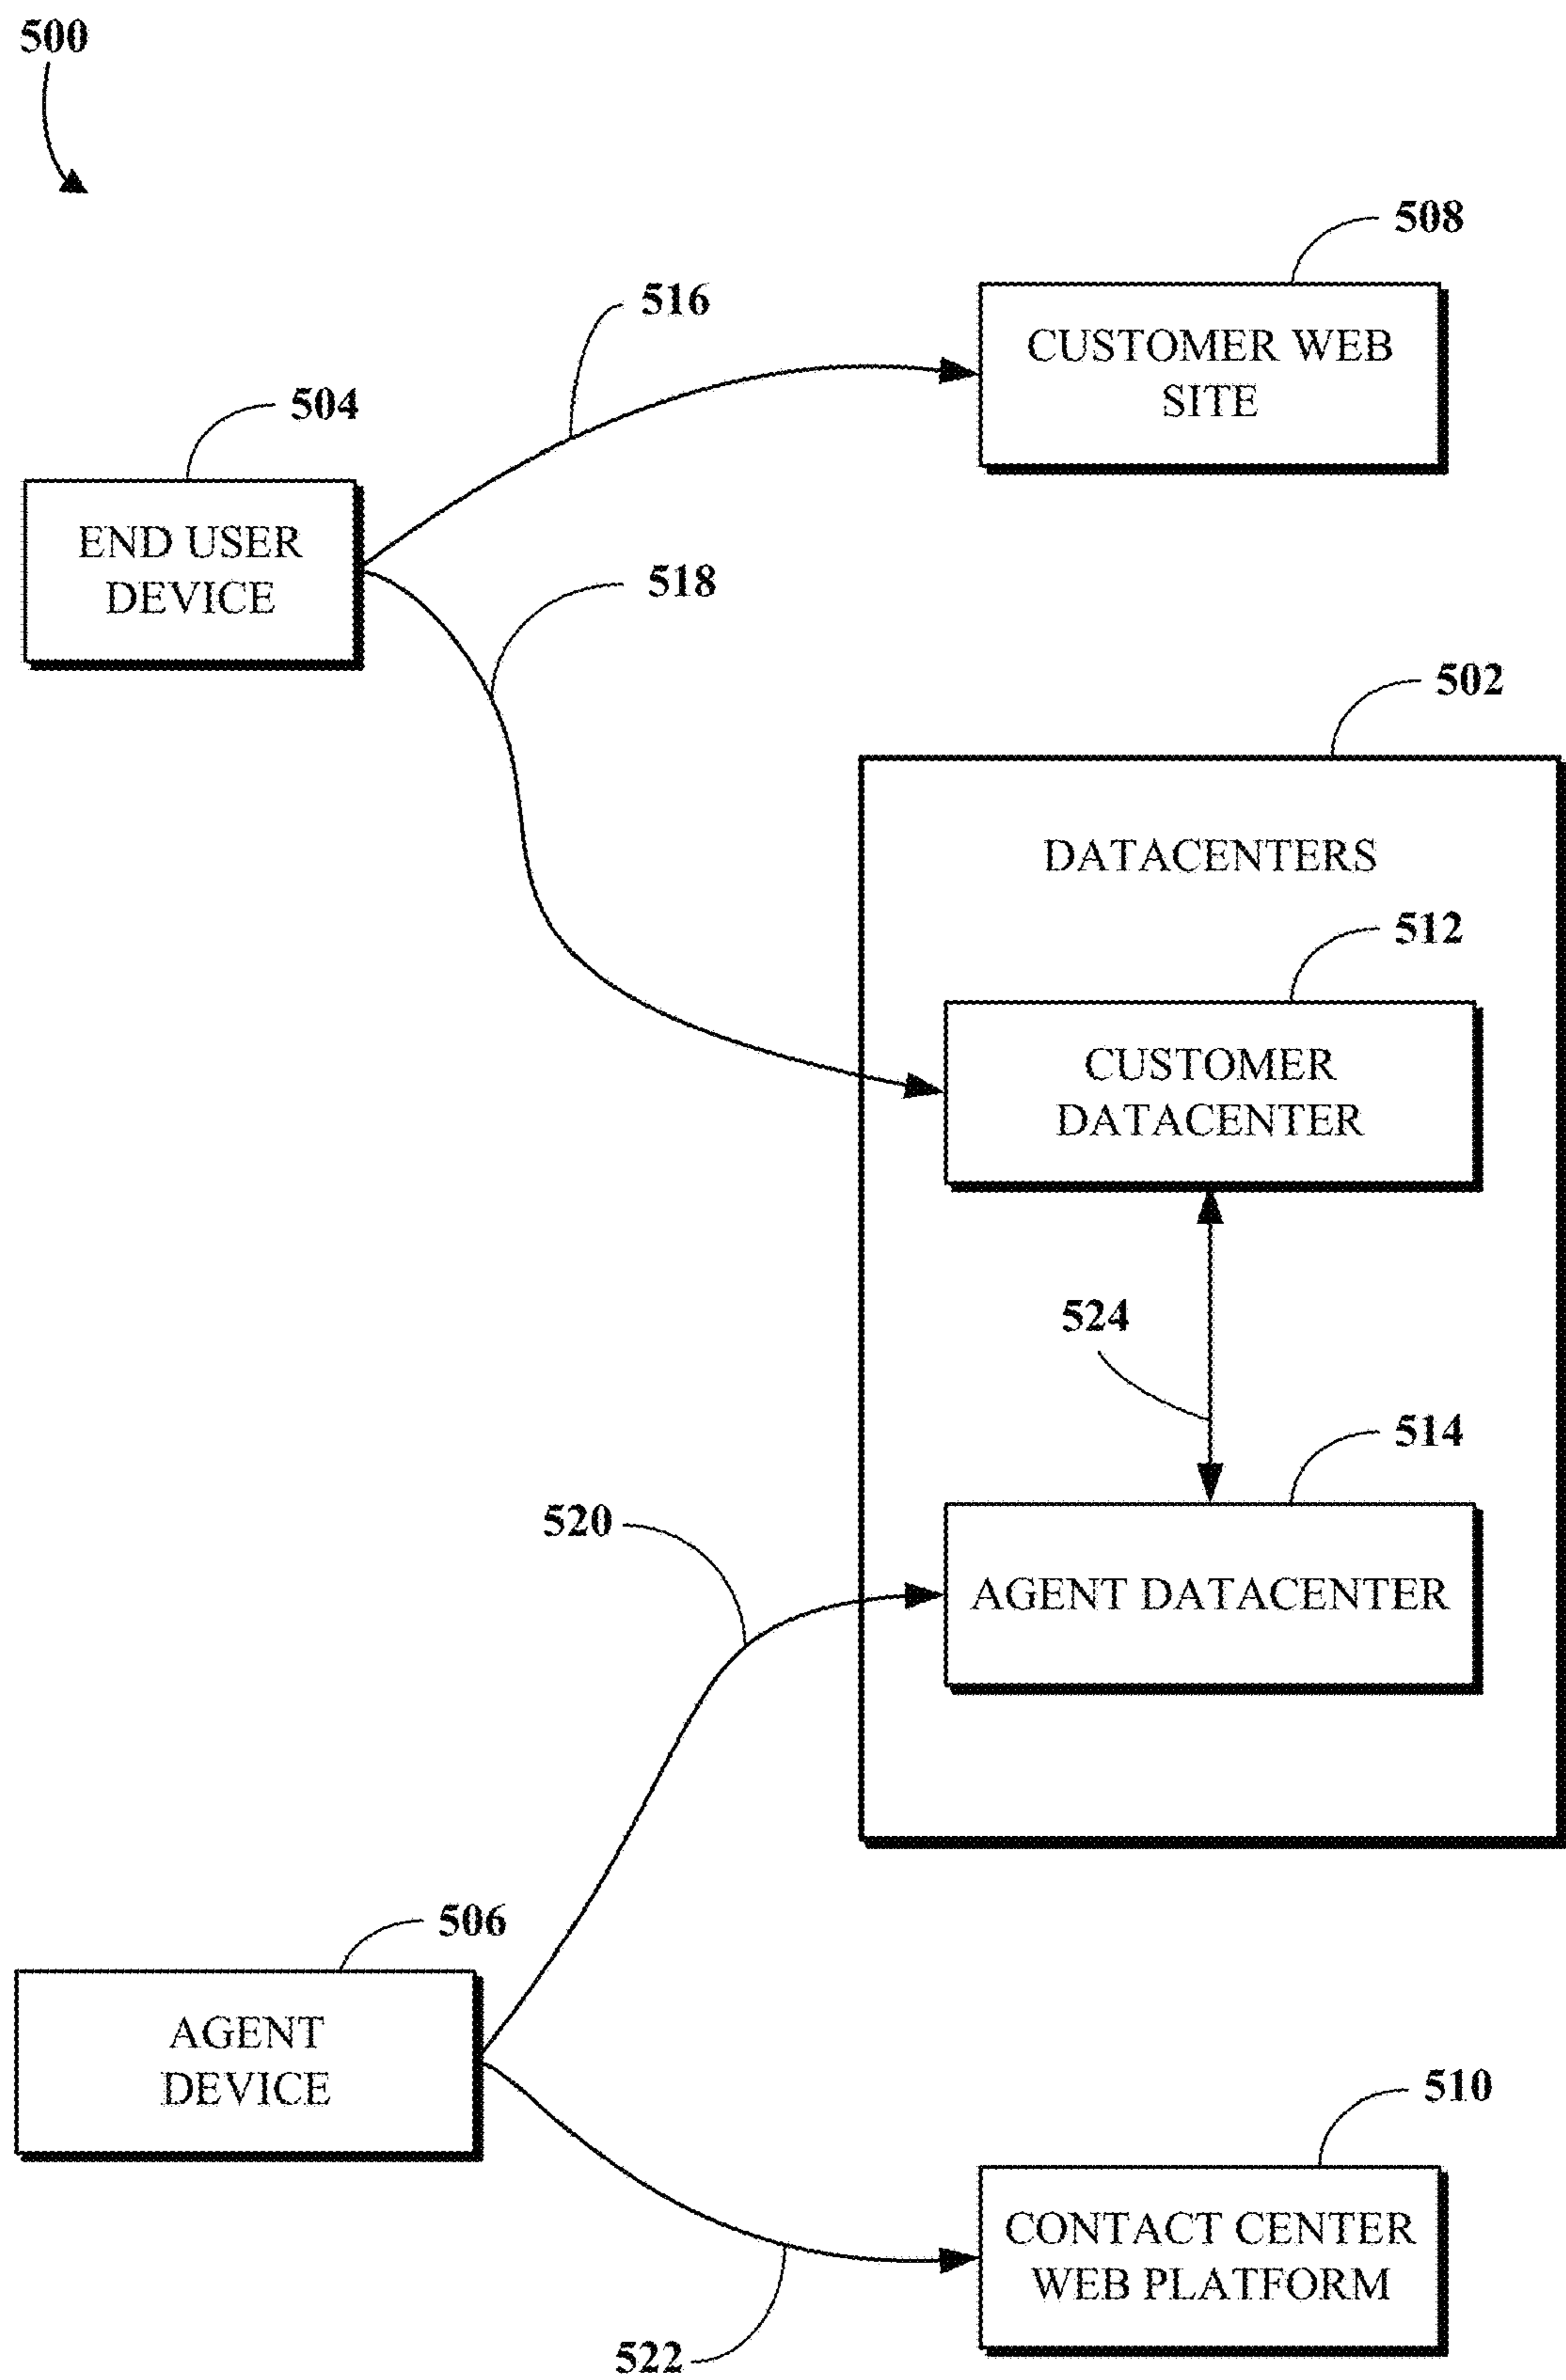 500
508
516
CUSTOMER WEB
SITE
504
END USER
DEVICE
518
502
DATACENTERS
512
CUSTOMER
DATACENTER
524
514
520
AGENT DATACENTER
506
AGENT
DEVICE
510
CONTACT CENTER
WEB PLATFORM
522